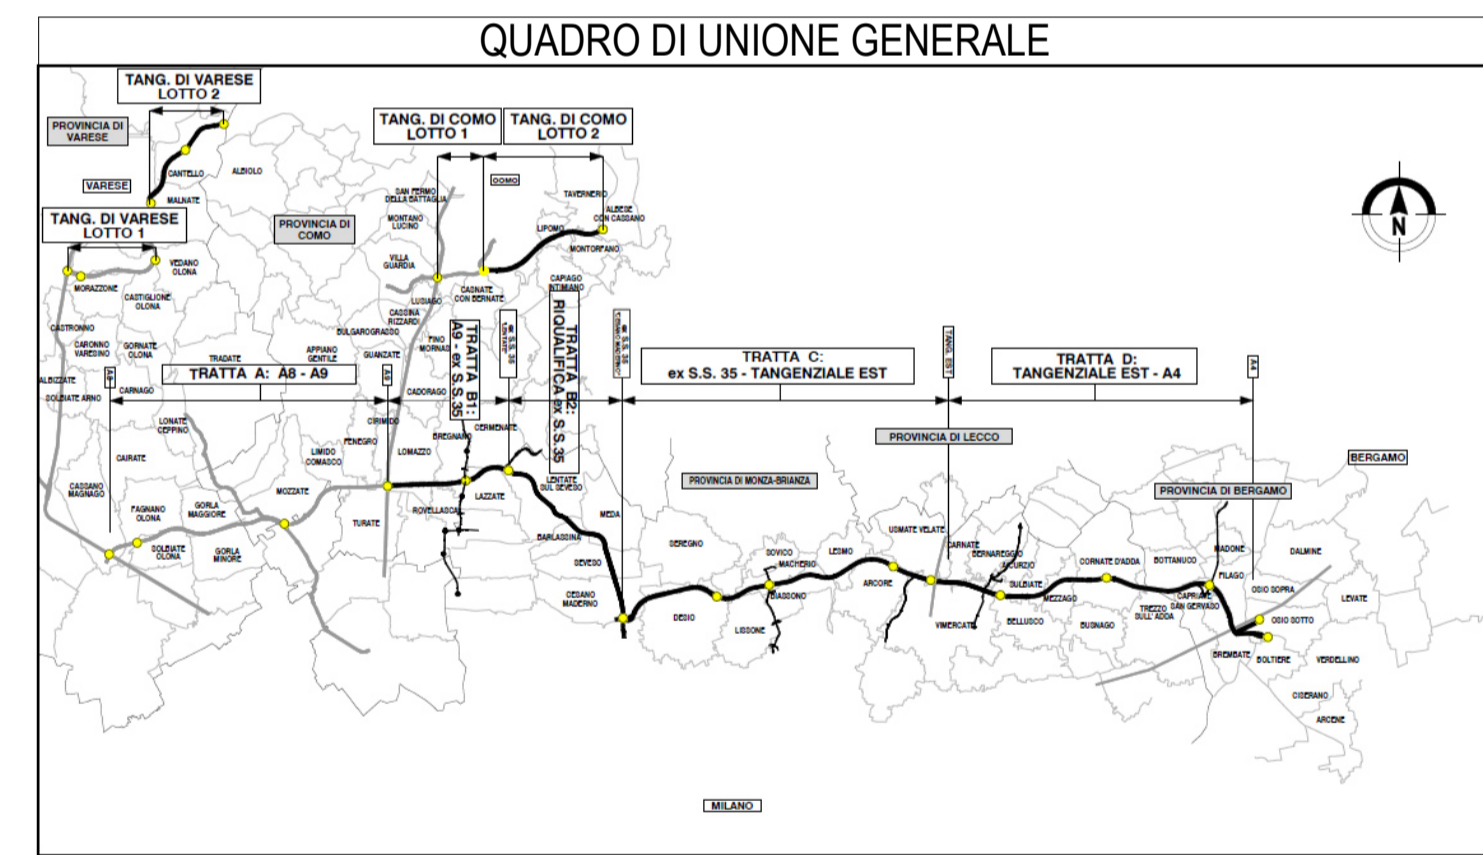 QUADRO DI UNIONE GENERALE
TANG. DI VARESE
LOTTO 2
PROVINCIA DI
VARESE
TANG. DI COMO
LOTTO 1
TANG. DI COMO
LOTTO 2
CANTELLO
ALBIOLO
VARESE
MALNATE
COMO
SAN FERMO
DELLA BATTAGLIA
TAVERNERIO
ALBESE
CON CASSANO
TANG. DI VARESE
LOTTO 1
PROVINCIA DI
COMO
MONTANO
LUCINO
LIPOMO
MONTORFANO
N
VEDANO
OLONA
VILLA
GUARDIA
MORAZZONE
CASTIGLIONE
OLONA
LUISAGO
CASNATE
CON BERNATE
CAPIAGO
INTIMIANO
CASSINA
RIZZARDI
BULGAROGRASSO
CASTRONNO
CARONNO
VARESINO
GORNATE
OLONA
TRADATE
APPIANO
GENTILE
GUANZATE
FINO
MORNASCO
TRATTA B1:
A9 - ex S.S.35
ex S.S. 35
LENTATE
TRATTA B2:
RIQUALIFICA ex S.S.35
ex S.S. 35
TRATTA C:
ex S.S. 35 - TANGENZIALE EST
TANG. EST
TRATTA D:
TANGENZIALE EST - A4
A4
ALBIZZATE
SOLBIATE ARNO
A8
CARNAGO
TRATTA A: A8 - A9
A9
CADORAGO
LONATE
CEPPINO
CIRIMIDO
FENEGRO
CERMENATE
BREGNANO
LIMIDO
COMASCO
LOMAZZO
PROVINCIA DI LECCO
CAIRATE
BERGAMO
CASSANO
MAGNAGO
MOZZATE
LAZZATE
LENTATE
SUL SEVESO
PROVINCIA DI MONZA-BRIANZA
PROVINCIA DI BERGAMO
FAGNANO
OLONA
GORLA
MAGGIORE
TURATE
ROVELLASCA
MEDA
SOLBIATE
OLONA
GORLA
MINORE
BARLASSINA
SEVESO
SEREGNO
SOVICO
MACHERIO
LESMO
USMATE VELATE
CARNATE
BERNAREGGIO
AICURZIO
CORNATE D'ADDA
BOTTANUCO
MADONE
DALMINE
FILAGO
CESANO
MADERNO
BIASSONO
ARCORE
SULBIATE
MEZZAGO
CAPRIATE
SAN GERVASO
OSIO SOPRA
LEVATE
DESIO
LISSONE
VIMERCATE
BELLUSCO
BUSNAGO
TREZZO
SULL'ADDA
OSIO SOTTO
BREMBATE
BOLTIERE
VERDELLINO
CISERANO
ARCENE
MILANO